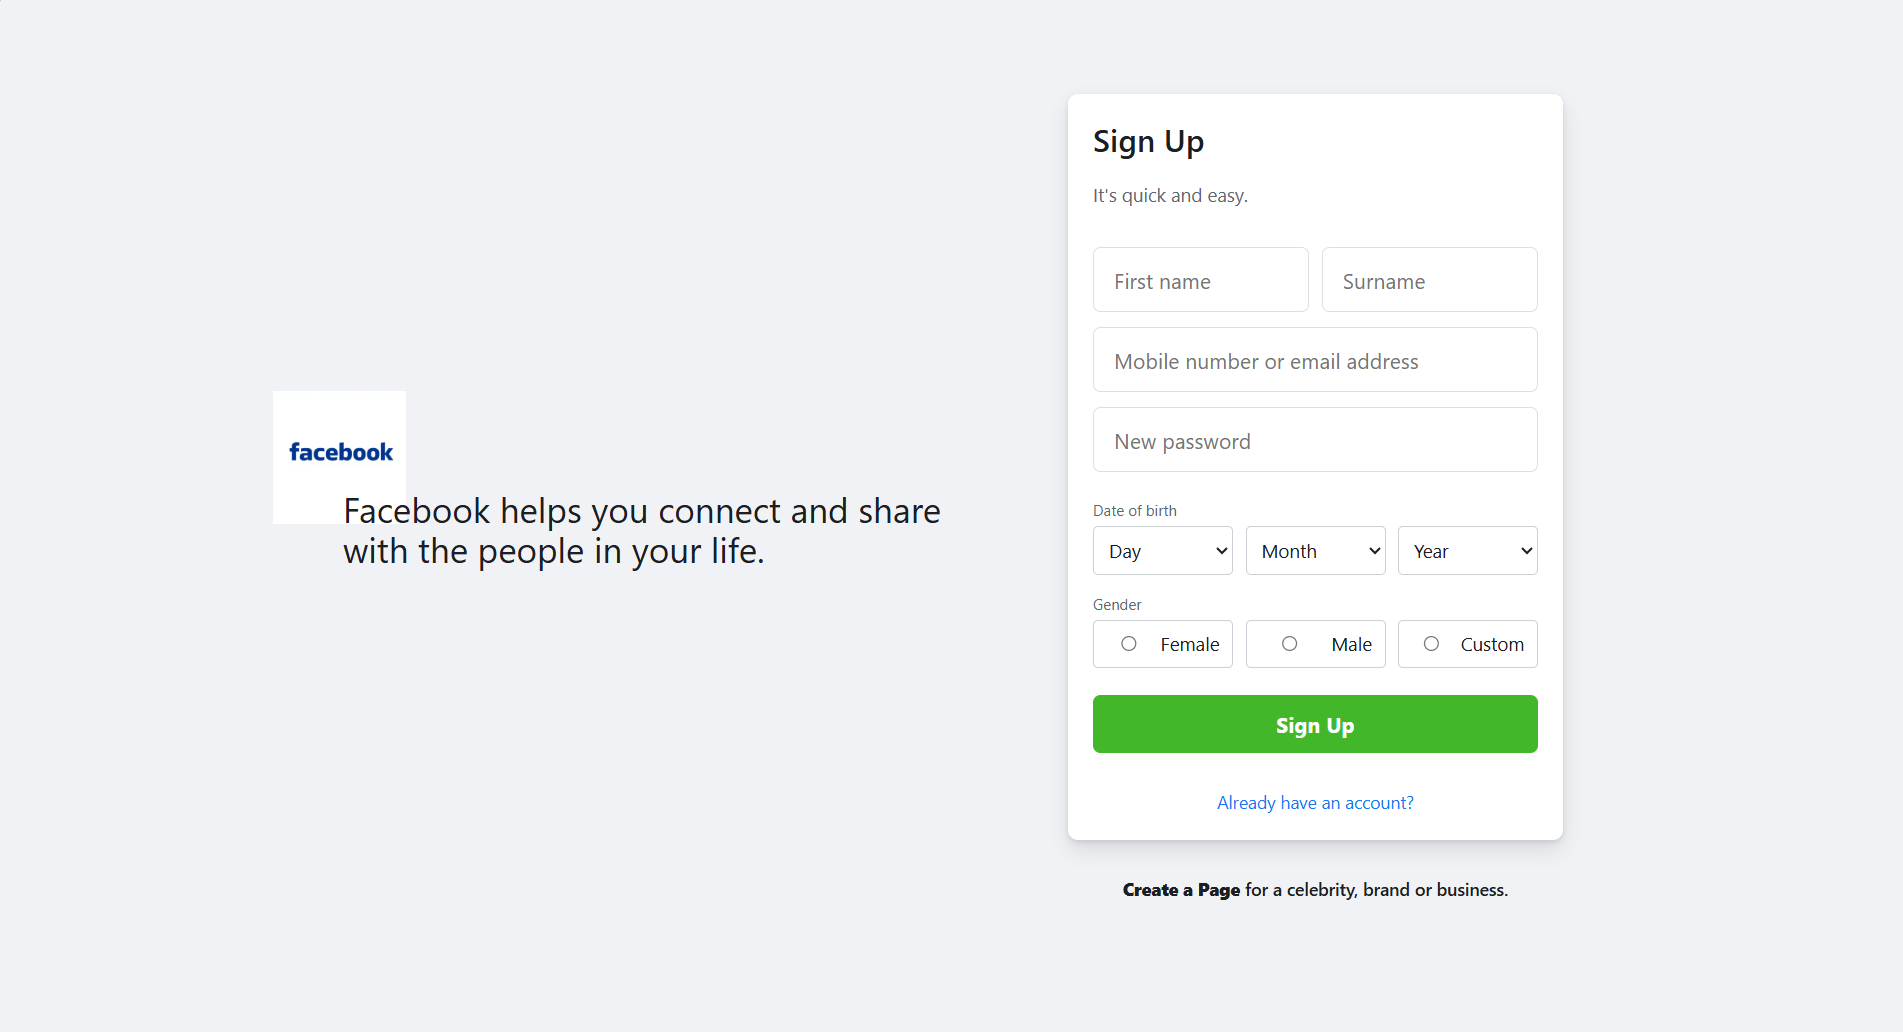 facebook
Facebook helps you connect and share
with the people in your life.
Sign Up
It's quick and easy.
First name
Surname
Mobile number or email address
New password
Date of birth
Day
Month
Year
Gender
Female
Male
Custom
Sign Up
Already have an account?
Create a Page for a celebrity, brand or business.